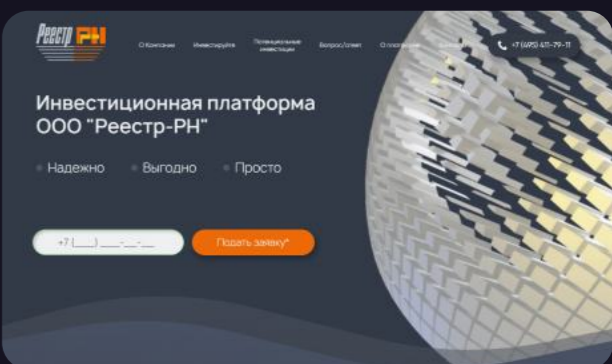 Реестр РН
О Компании
Инвестируйте
Потенциальные
инвестиции
Вопрос/ответ
+7 (495) 411-79-11
Инвестиционная платформа
ООО "Реестр-РН"
Надежно
Выгодно
Просто
+7 (___) ___-__-__
Подать заявку*